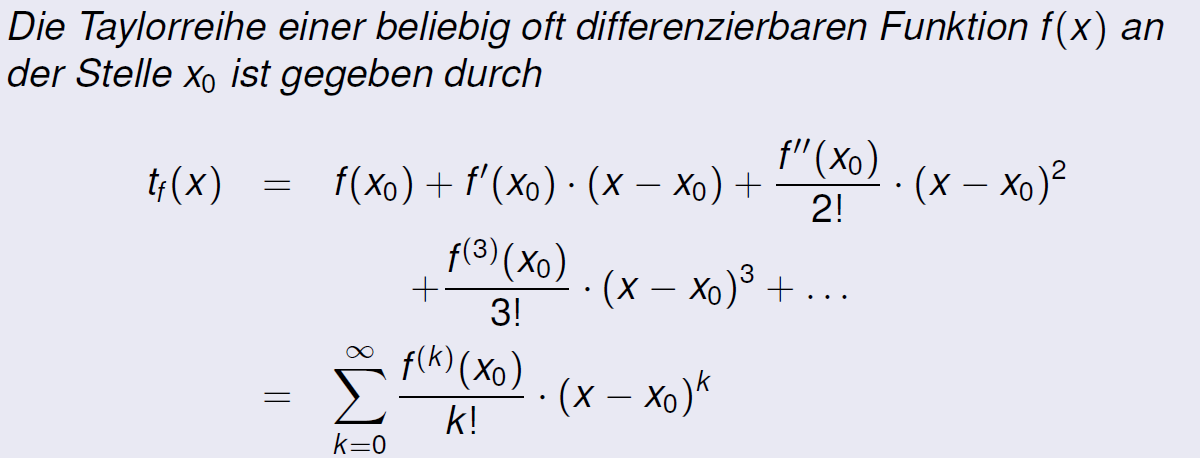 Die Taylorreihe einer beliebig oft differenzierbaren Funktion f(x) an
der Stelle x₀ ist gegeben durch
t_f(x) = f(x₀) + f′(x₀) · (x − x₀) + f″(x₀)/2! · (x − x₀)²
+ f⁽³⁾(x₀)/3! · (x − x₀)³ + …
= ∑_{k=0}^{∞} f⁽ᵏ⁾(x₀)/k! · (x − x₀)ᵏ